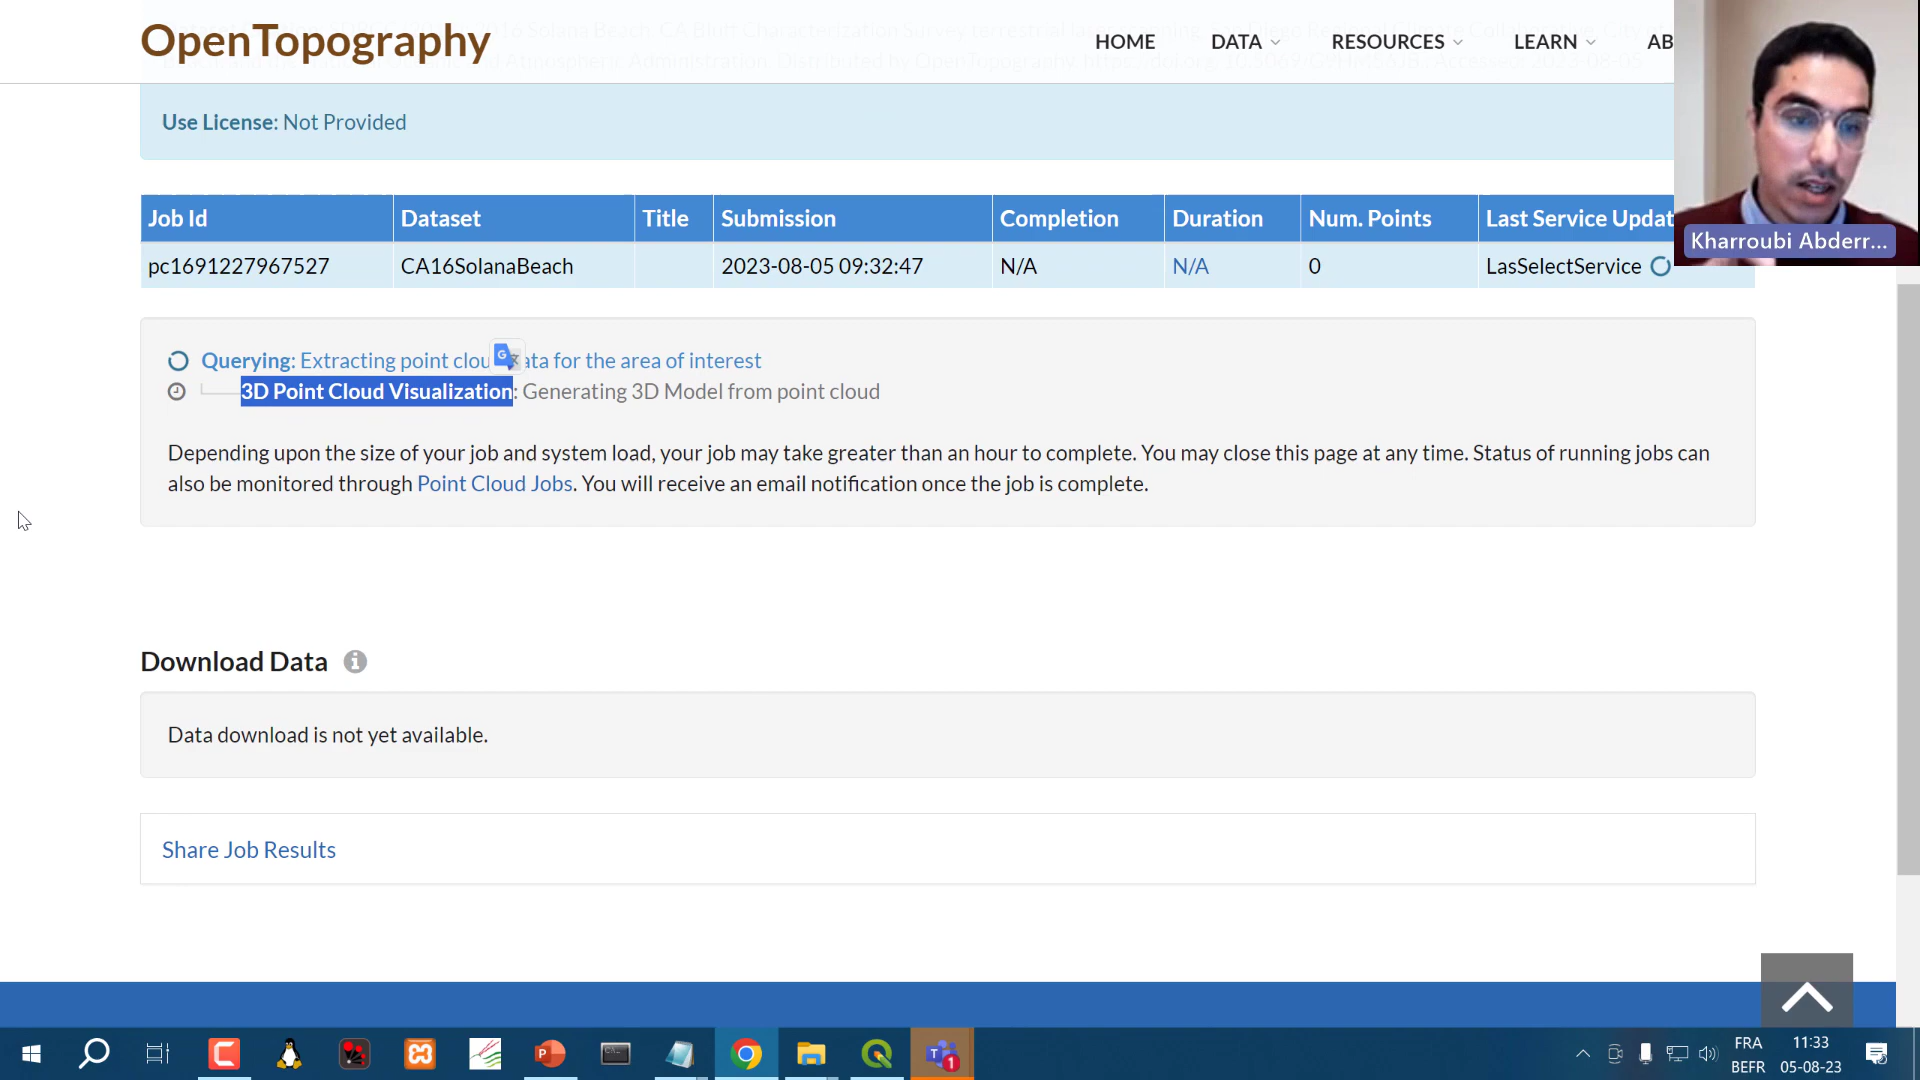 OpenTopography
HOME DATA RESOURCES LEARN AB
Use License: Not Provided
Job Id Dataset Title Submission Completion Duration Num. Points Last Service Updat
pc1691227967527 CA16SolanaBeach 2023-08-05 09:32:47 N/A N/A 0 LasSelectService
Kharroubi Abderr...
Querying: Extracting point clou ata for the area of interest
3D Point Cloud Visualization: Generating 3D Model from point cloud
Depending upon the size of your job and system load, your job may take greater than an hour to complete. You may close this page at any time. Status of running jobs can
also be monitored through Point Cloud Jobs. You will receive an email notification once the job is complete.
Download Data
Data download is not yet available.
Share Job Results
FRA 11:33
BEFR 05-08-23